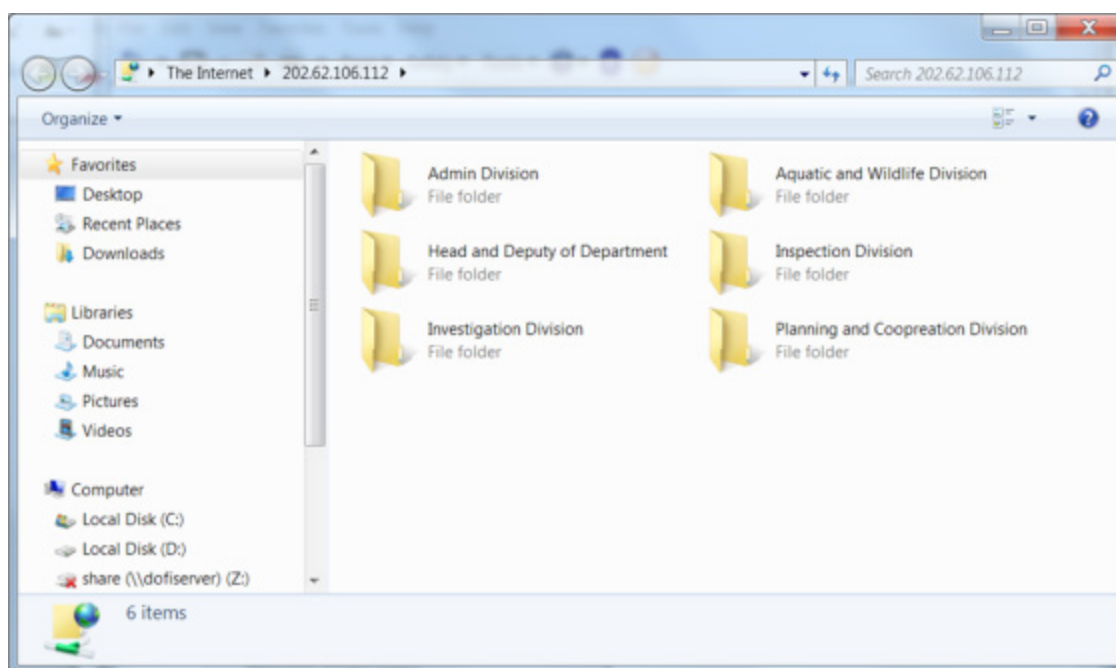 The Internet ▸ 202.62.106.112 ▸
Search 202.62.106.112
Organize
Favorites
Desktop
Recent Places
Downloads
Libraries
Documents
Music
Pictures
Videos
Computer
Local Disk (C:)
Local Disk (D:)
share (\\dofiserver) (Z:)
Admin Division
File folder
Aquatic and Wildlife Division
File folder
Head and Deputy of Department
File folder
Inspection Division
File folder
Investigation Division
File folder
Planning and Coopreation Division
File folder
6 items